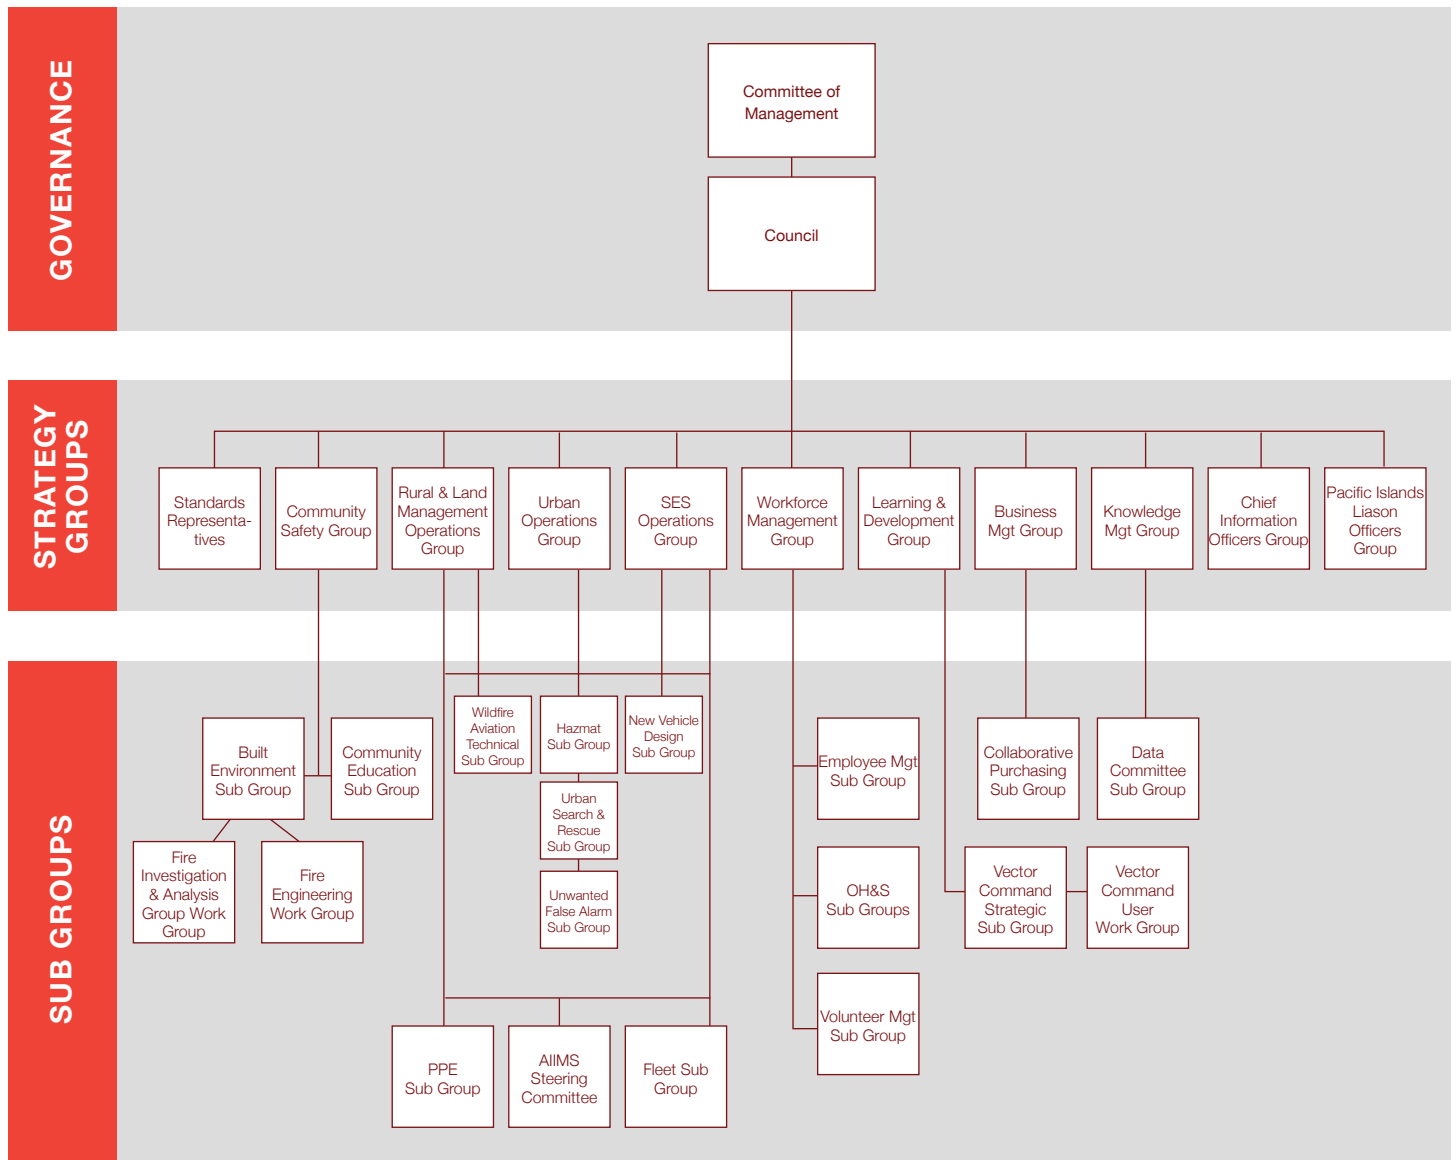 GOVERNANCE
Committee of
Management
Council
STRATEGY
GROUPS
Standards
Representa-
tives
Community
Safety Group
Rural & Land
Management
Operations
Group
Urban
Operations
Group
SES
Operations
Group
Workforce
Management
Group
Learning &
Development
Group
Business
Mgt Group
Knowledge
Mgt Group
Chief
Information
Officers Group
Pacific Islands
Liason
Officers
Group
SUB GROUPS
Built
Environment
Sub Group
Community
Education
Sub Group
Fire
Investigation
& Analysis
Group Work
Group
Fire
Engineering
Work Group
Wildfire
Aviation
Technical
Sub Group
Hazmat
Sub Group
New Vehicle
Design
Sub Group
Urban
Search &
Rescue
Sub Group
Unwanted
False Alarm
Sub Group
PPE
Sub Group
AIIMS
Steering
Committee
Fleet Sub
Group
Employee Mgt
Sub Group
OH&S
Sub Groups
Volunteer Mgt
Sub Group
Collaborative
Purchasing
Sub Group
Data
Committee
Sub Group
Vector
Command
Strategic
Sub Group
Vector
Command
User
Work Group